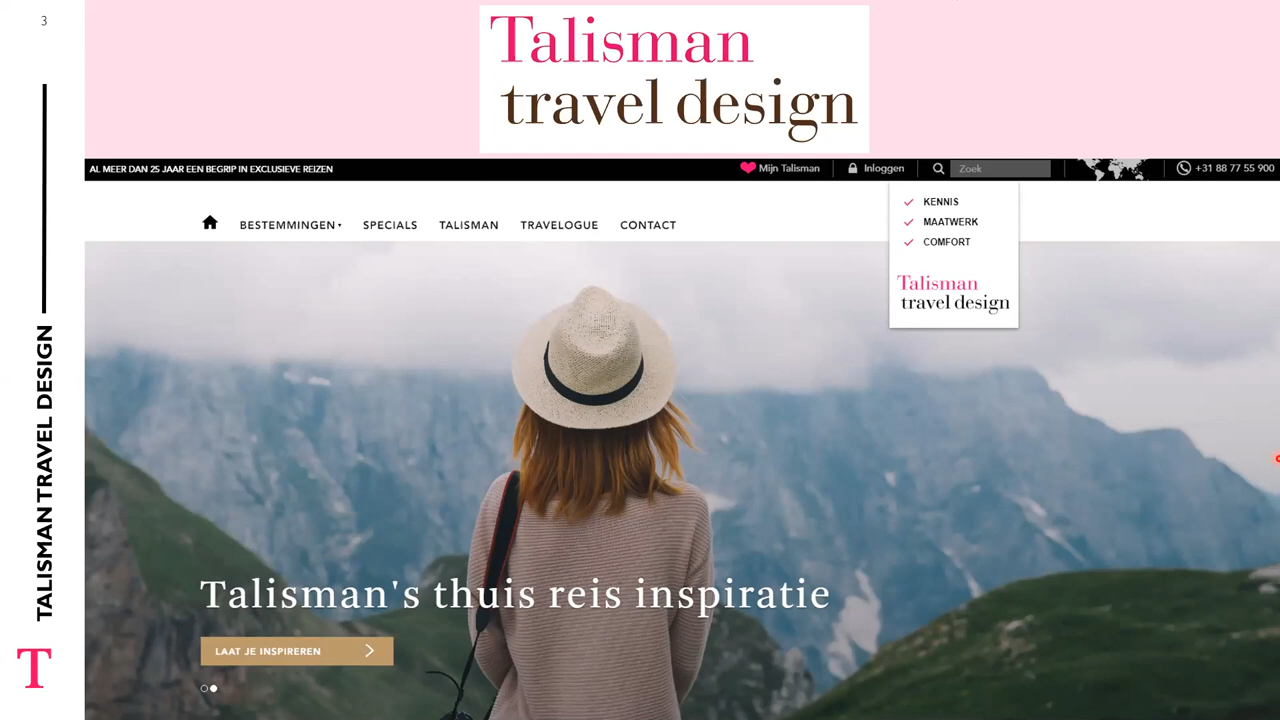 3
Talisman
travel design
AL MEER DAN 25 JAAR EEN BEGRIP IN EXCLUSIEVE REIZEN
Mijn Talisman
Inloggen
Zoek
+31 88 77 55 900
BESTEMMINGEN
SPECIALS
TALISMAN
TRAVELOGUE
CONTACT
KENNIS
MAATWERK
COMFORT
Talisman
travel design
TALISMAN TRAVEL DESIGN
Talisman's thuis reis inspiratie
LAAT JE INSPIREREN
T